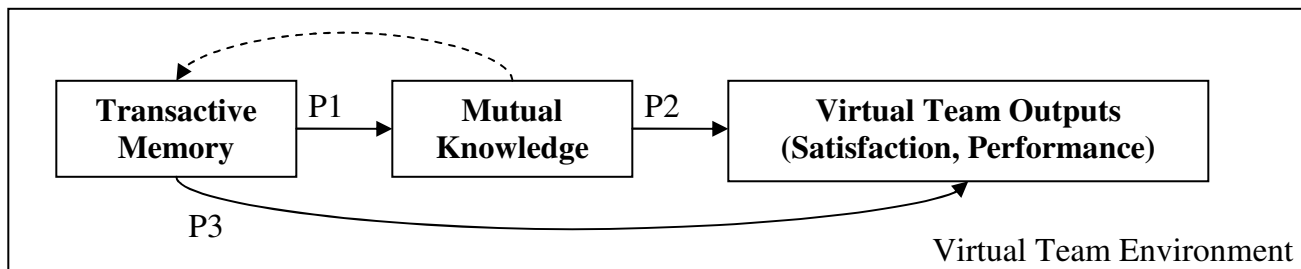 P1
P2
Transactive
Memory
Mutual
Knowledge
Virtual Team Outputs
(Satisfaction, Performance)
P3
Virtual Team Environment